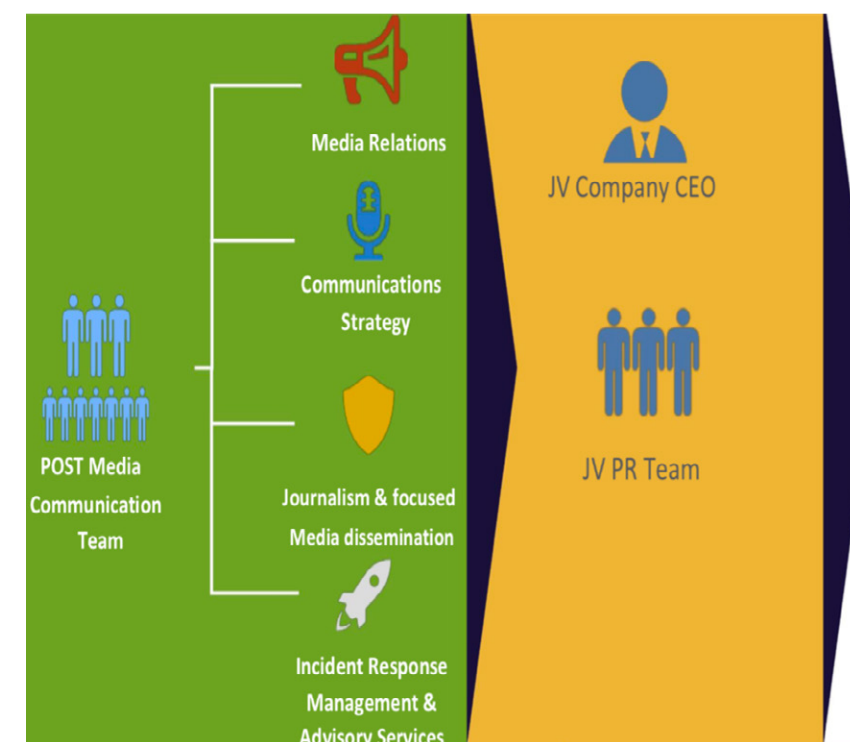 POST Media
Communication
Team
Media Relations
Communications
Strategy
Journalism & focused
Media dissemination
Incident Response
Management &
Advisory Services
JV Company CEO
JV PR Team